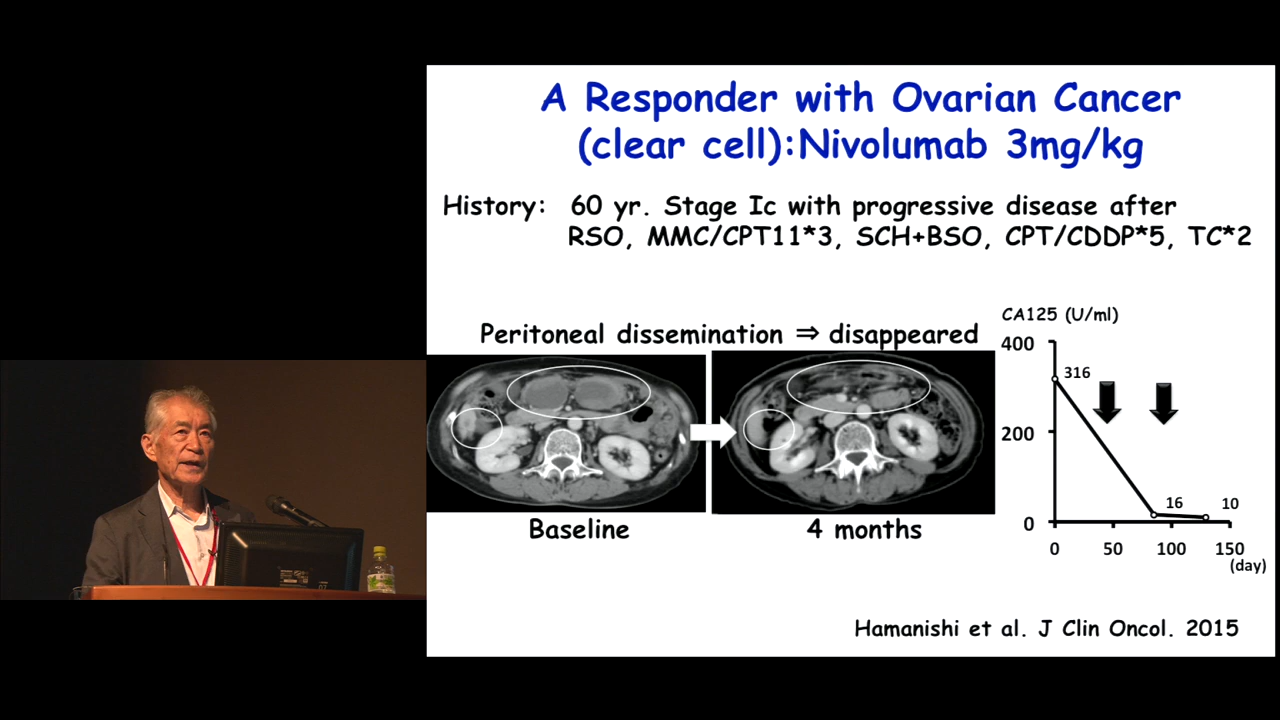 A Responder with Ovarian Cancer
(clear cell):Nivolumab 3mg/kg
History: 60 yr. Stage Ic with progressive disease after
RSO, MMC/CPT11*3, SCH+BSO, CPT/CDDP*5, TC*2
Peritoneal dissemination ⇒ disappeared
Baseline
4 months
CA125 (U/ml)
400
316
200
16
10
0
0 50 100 150
(day)
Hamanishi et al. J Clin Oncol. 2015